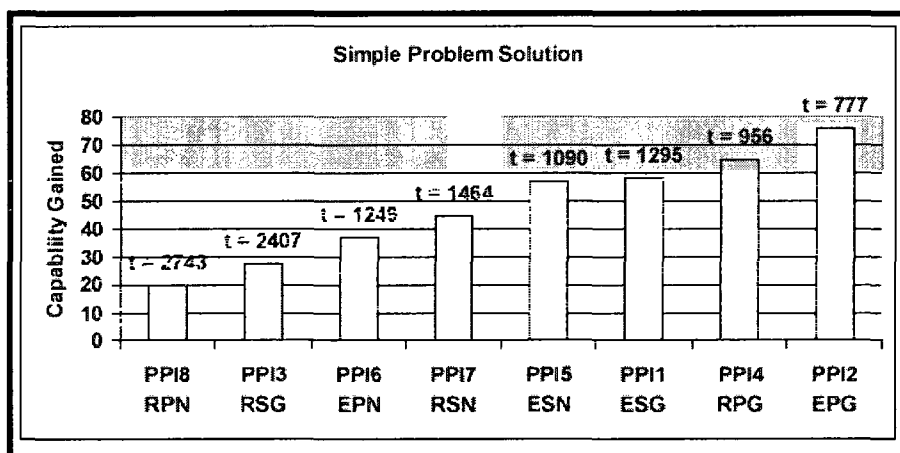 Simple Problem Solution
Capabliity Gained
80
70
60
50
40
30
20
10
0
t = 2743
t = 2407
t = 1249
t = 1464
t = 1090
t = 1295
t = 956
t = 777
PPI8 PPI3 PPI6 PPI7 PPI5 PPI1 PPI4 PPI2
RPN RSG EPN RSN ESN ESG RPG EPG